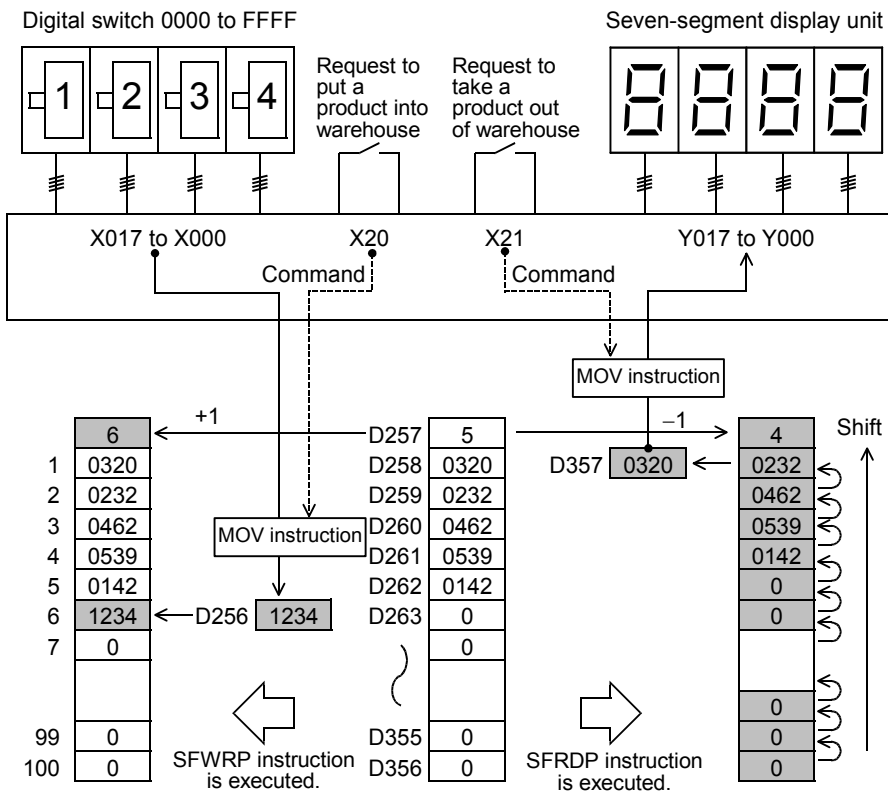 Digital switch 0000 to FFFF
Seven-segment display unit
1 2 3 4
Request to
put a
product into
warehouse
Request to
take a
product out
of warehouse
8 8 8 8
X017 to X000
X20
X21
Y017 to Y000
Command
Command
MOV instruction
+1
−1
6
D257 5
4
Shift
1 0320
D258 0320
D357 0320
0232
2 0232
D259 0232
0462
3 0462
MOV instruction
D260 0462
0539
4 0539
D261 0539
0142
5 0142
D262 0142
0
6 1234
D256 1234
D263 0
0
7 0
0
0
99 0
D355 0
0
100 0
D356 0
0
SFWRP instruction
is executed.
SFRDP instruction
is executed.